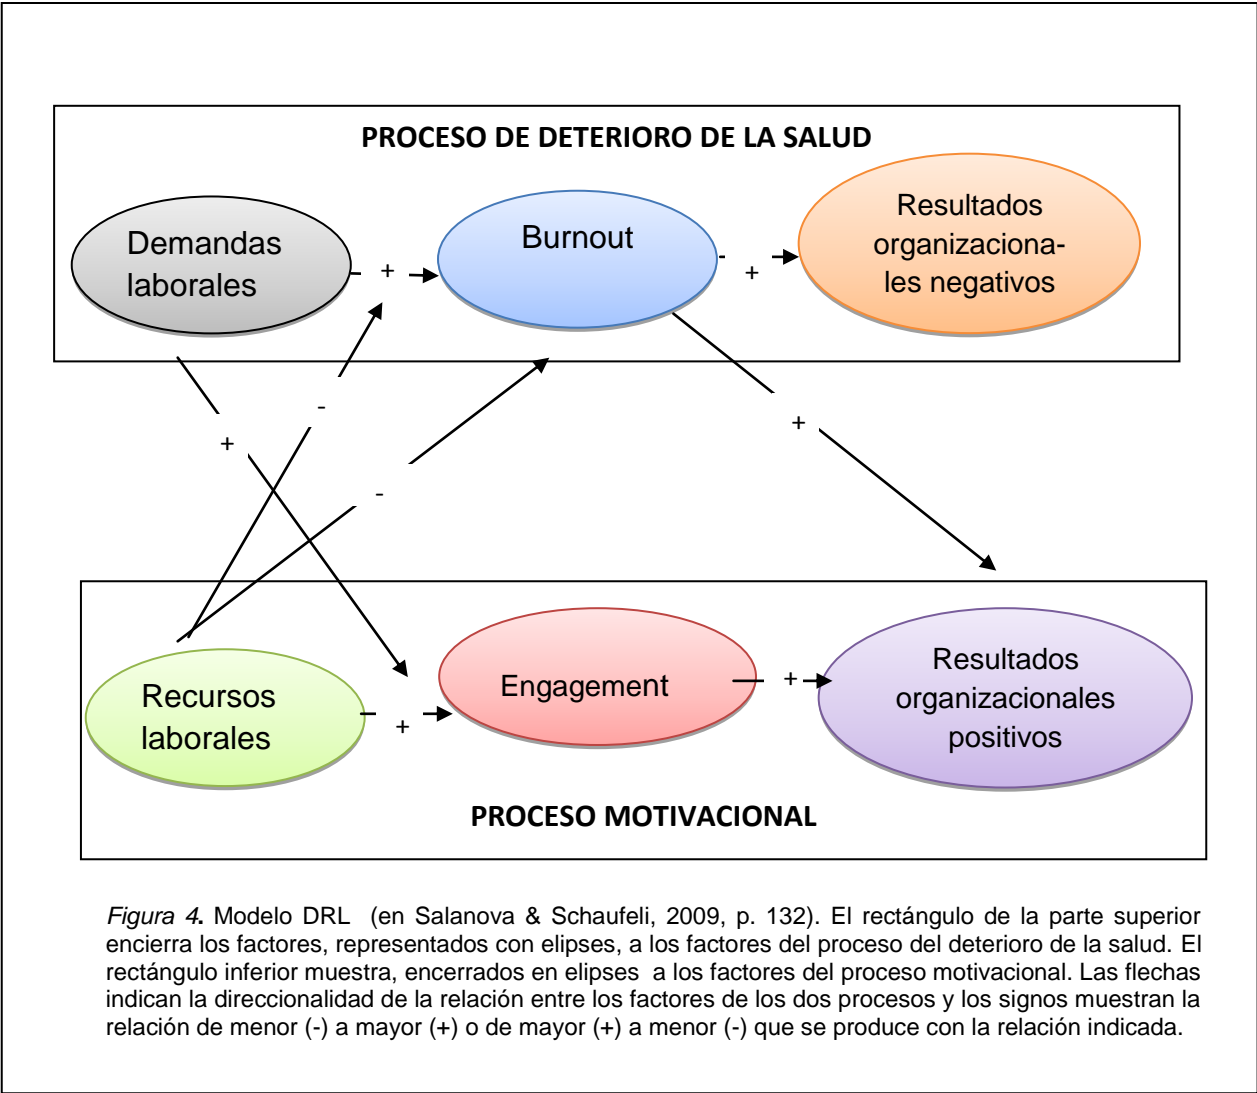 PROCESO DE DETERIORO DE LA SALUD
Demandas
laborales
+
Burnout
+
Resultados
organizaciona-
les negativos
-
+
-
+
Recursos
laborales
+
Engagement
+
Resultados
organizacionales
positivos
PROCESO MOTIVACIONAL
Figura 4. Modelo DRL (en Salanova & Schaufeli, 2009, p. 132). El rectángulo de la parte superior
encierra los factores, representados con elipses, a los factores del proceso del deterioro de la salud. El
rectángulo inferior muestra, encerrados en elipses a los factores del proceso motivacional. Las flechas
indican la direccionalidad de la relación entre los factores de los dos procesos y los signos muestran la
relación de menor (-) a mayor (+) o de mayor (+) a menor (-) que se produce con la relación indicada.